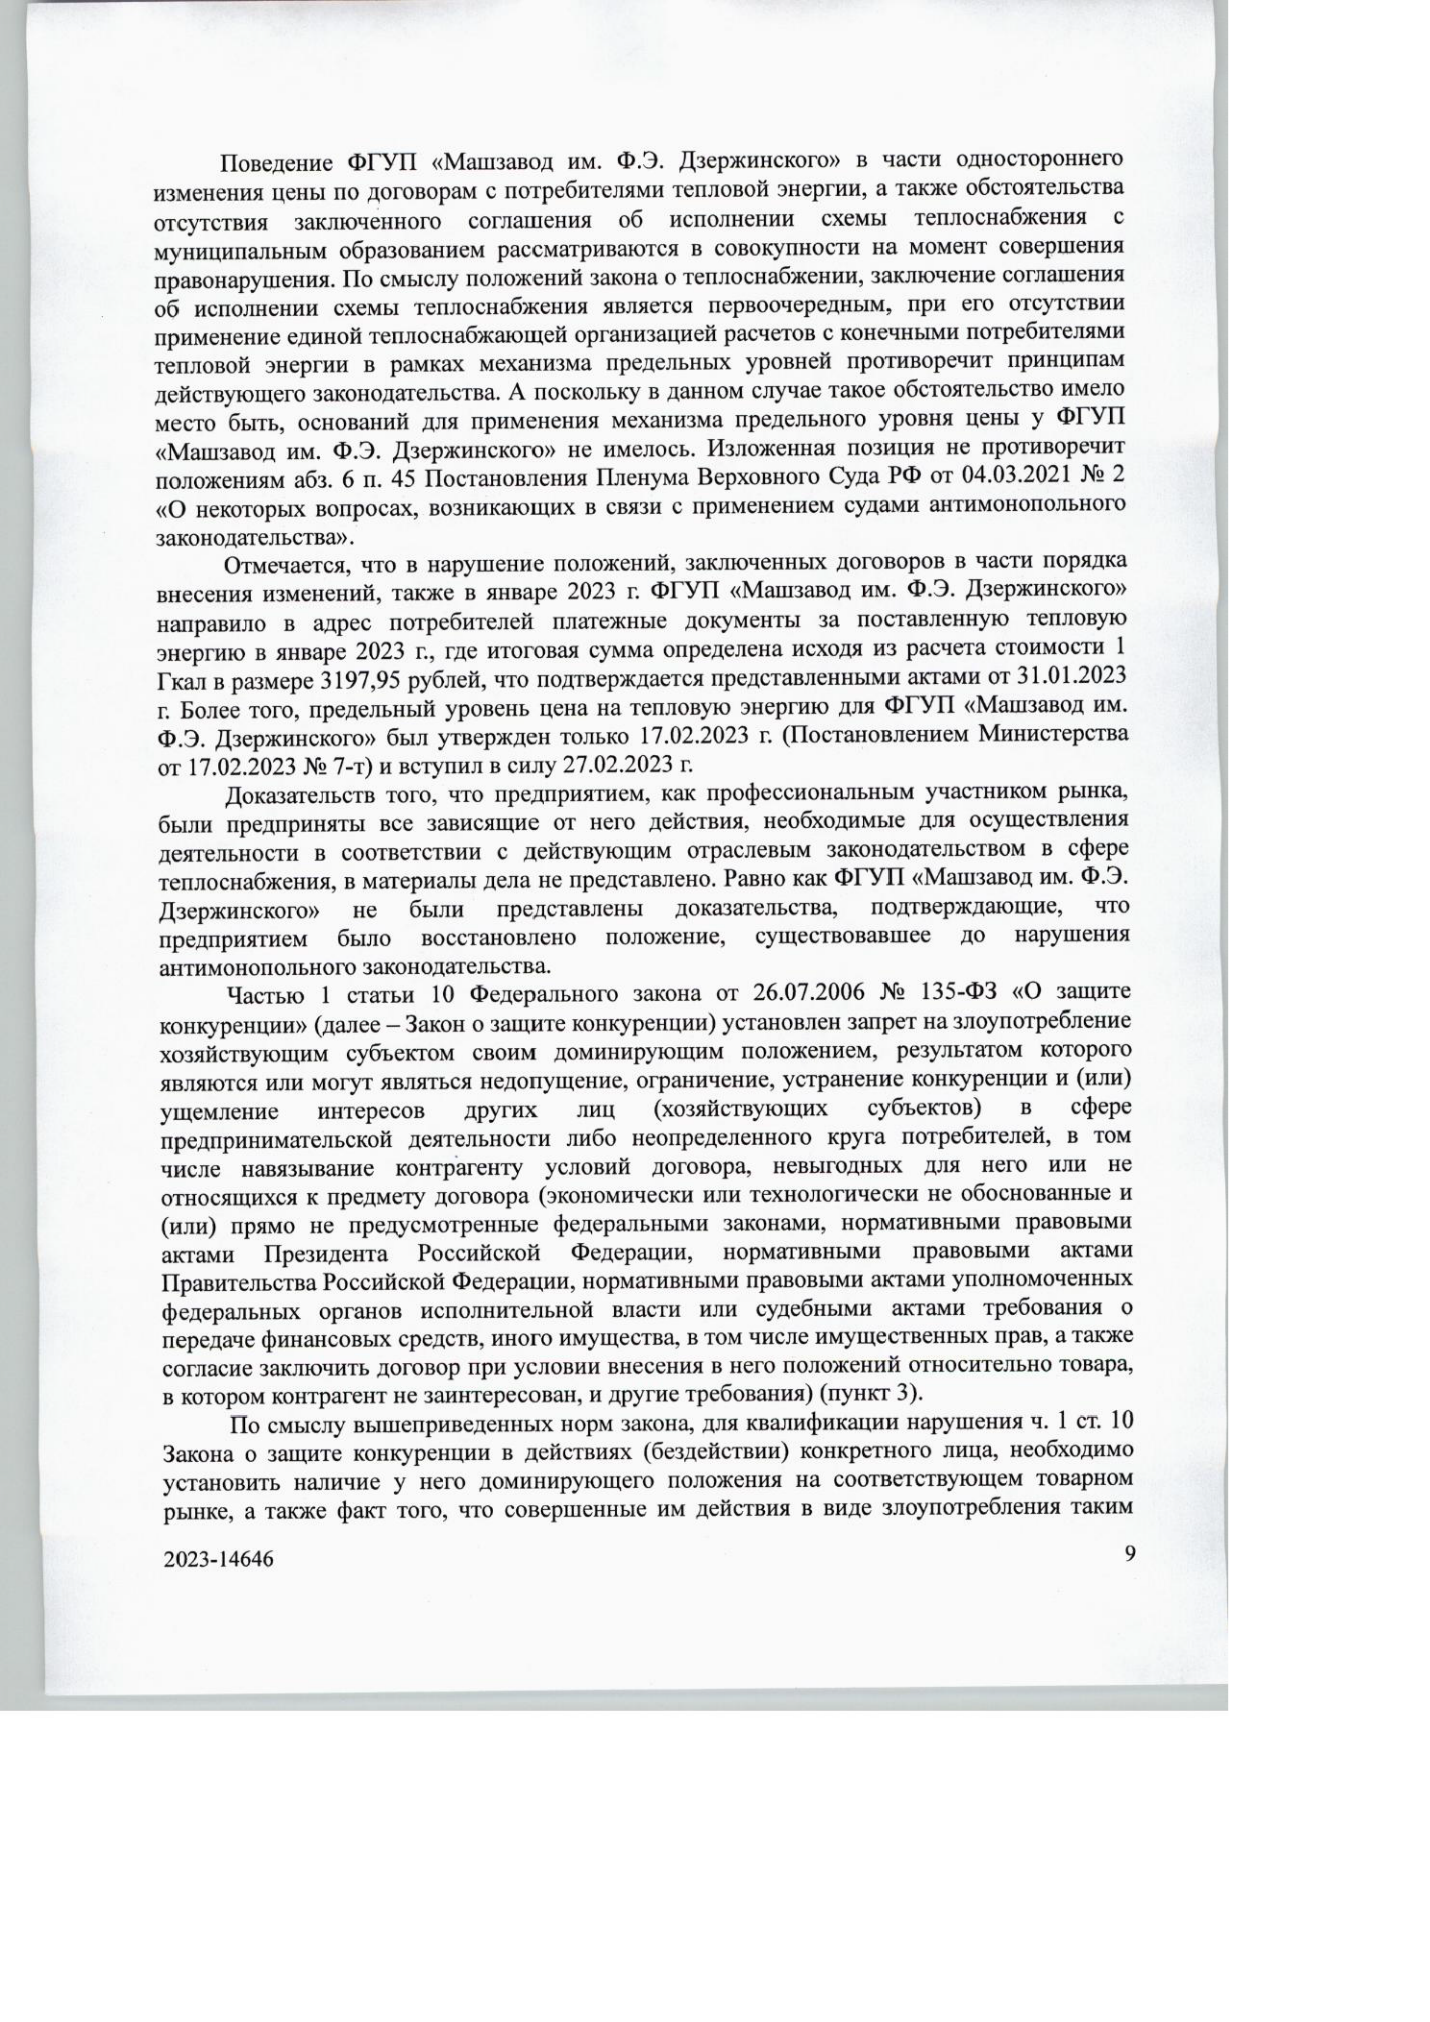 Поведение ФГУП «Машзавод им. Ф.Э. Дзержинского» в части одностороннего
изменения цены по договорам с потребителями тепловой энергии, а также обстоятельства
отсутствия заключенного соглашения об исполнении схемы теплоснабжения с
муниципальным образованием рассматриваются в совокупности на момент совершения
правонарушения. По смыслу положений закона о теплоснабжении, заключение соглашения
об исполнении схемы теплоснабжения является первоочередным, при его отсутствии
применение единой теплоснабжающей организацией расчетов с конечными потребителями
тепловой энергии в рамках механизма предельных уровней противоречит принципам
действующего законодательства. А поскольку в данном случае такое обстоятельство имело
место быть, оснований для применения механизма предельного уровня цены у ФГУП
«Машзавод им. Ф.Э. Дзержинского» не имелось. Изложенная позиция не противоречит
положениям абз. 6 п. 45 Постановления Пленума Верховного Суда РФ от 04.03.2021 № 2
«О некоторых вопросах, возникающих в связи с применением судами антимонопольного
законодательства».
Отмечается, что в нарушение положений, заключенных договоров в части порядка
внесения изменений, также в январе 2023 г. ФГУП «Машзавод им. Ф.Э. Дзержинского»
направило в адрес потребителей платежные документы за поставленную тепловую
энергию в январе 2023 г., где итоговая сумма определена исходя из расчета стоимости 1
Гкал в размере 3197,95 рублей, что подтверждается представленными актами от 31.01.2023
г. Более того, предельный уровень цена на тепловую энергию для ФГУП «Машзавод им.
Ф.Э. Дзержинского» был утвержден только 17.02.2023 г. (Постановлением Министерства
от 17.02.2023 № 7-т) и вступил в силу 27.02.2023 г.
Доказательств того, что предприятием, как профессиональным участником рынка,
были предприняты все зависящие от него действия, необходимые для осуществления
деятельности в соответствии с действующим отраслевым законодательством в сфере
теплоснабжения, в материалы дела не представлено. Равно как ФГУП «Машзавод им. Ф.Э.
Дзержинского» не были представлены доказательства, подтверждающие, что
предприятием было восстановлено положение, существовавшее до нарушения
антимонопольного законодательства.
Частью 1 статьи 10 Федерального закона от 26.07.2006 № 135-ФЗ «О защите
конкуренции» (далее – Закон о защите конкуренции) установлен запрет на злоупотребление
хозяйствующим субъектом своим доминирующим положением, результатом которого
являются или могут являться недопущение, ограничение, устранение конкуренции и (или)
ущемление интересов других лиц (хозяйствующих субъектов) в сфере
предпринимательской деятельности либо неопределенного круга потребителей, в том
числе навязывание контрагенту условий договора, невыгодных для него или не
относящихся к предмету договора (экономически или технологически не обоснованные и
(или) прямо не предусмотренные федеральными законами, нормативными правовыми
актами Президента Российской Федерации, нормативными правовыми актами
Правительства Российской Федерации, нормативными правовыми актами уполномоченных
федеральных органов исполнительной власти или судебными актами требования о
передаче финансовых средств, иного имущества, в том числе имущественных прав, а также
согласие заключить договор при условии внесения в него положений относительно товара,
в котором контрагент не заинтересован, и другие требования) (пункт 3).
По смыслу вышеприведенных норм закона, для квалификации нарушения ч. 1 ст. 10
Закона о защите конкуренции в действиях (бездействии) конкретного лица, необходимо
установить наличие у него доминирующего положения на соответствующем товарном
рынке, а также факт того, что совершенные им действия в виде злоупотребления таким
2023-14646 9